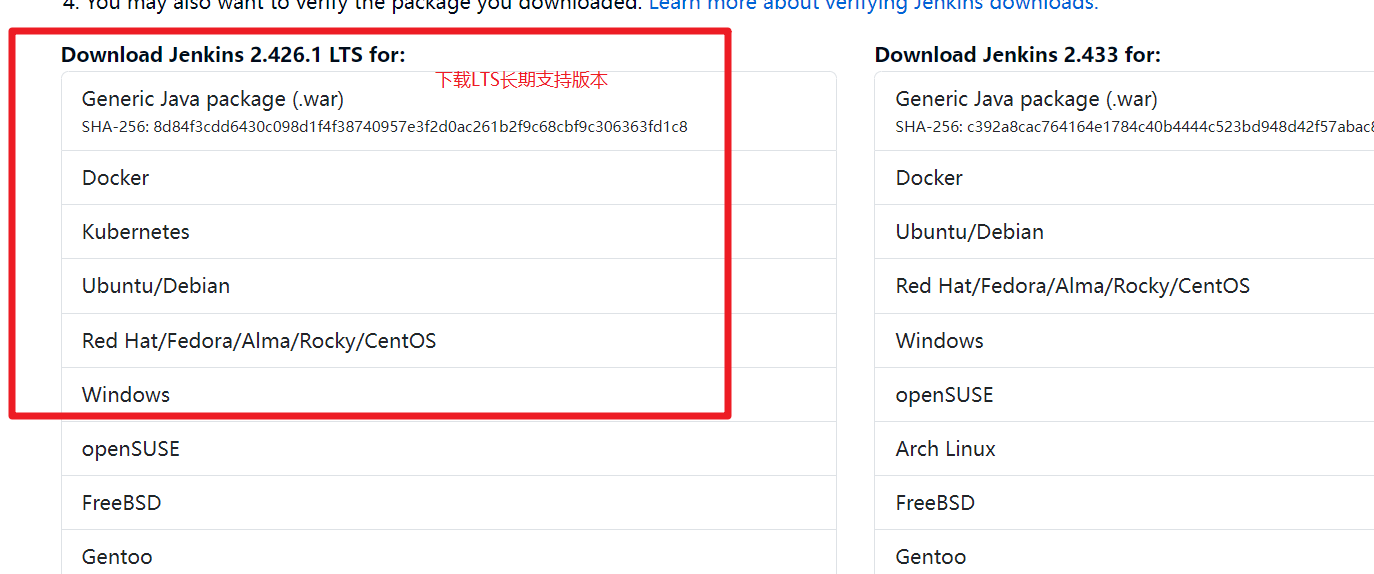 4. You may also want to verify the package you downloaded. Learn more about verifying Jenkins downloads.
Download Jenkins 2.426.1 LTS for:
下载LTS长期支持版本
Generic Java package (.war)
SHA-256: 8d84f3cdd6430c098d1f4f38740957e3f2d0ac261b2f9c68cbf9c306363fd1c8
Docker
Kubernetes
Ubuntu/Debian
Red Hat/Fedora/Alma/Rocky/CentOS
Windows
openSUSE
FreeBSD
Gentoo
Download Jenkins 2.433 for:
Generic Java package (.war)
SHA-256: c392a8cac764164e1784c40b4444c523bd948d42f57abac8
Docker
Ubuntu/Debian
Red Hat/Fedora/Alma/Rocky/CentOS
Windows
openSUSE
Arch Linux
FreeBSD
Gentoo